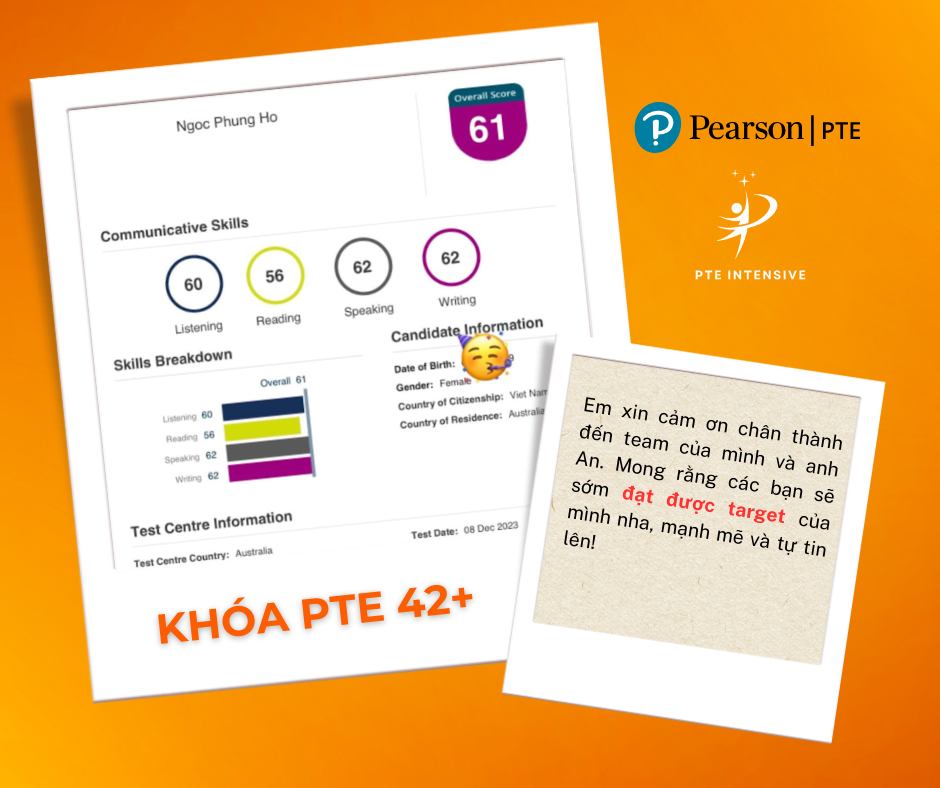 Ngoc Phung Ho
Overall Score
61
Pearson | PTE
PTE INTENSIVE
Communicative Skills
60
56
62
62
Listening
Reading
Speaking
Writing
Skills Breakdown
Overall 61
Listening 60
Reading 56
Speaking 62
Writing 62
Candidate Information
Date of Birth: 9
Gender: Female
Country of Citizenship: Viet Nam
Country of Residence: Australia
Test Centre Information
Test Centre Country: Australia
Test Date: 08 Dec 2023
KHÓA PTE 42+
Em xin cảm ơn chân thành
đến team của mình và anh
An. Mong rằng các bạn sẽ
sớm đạt được target của
mình nha, mạnh mẽ và tự tin
lên!